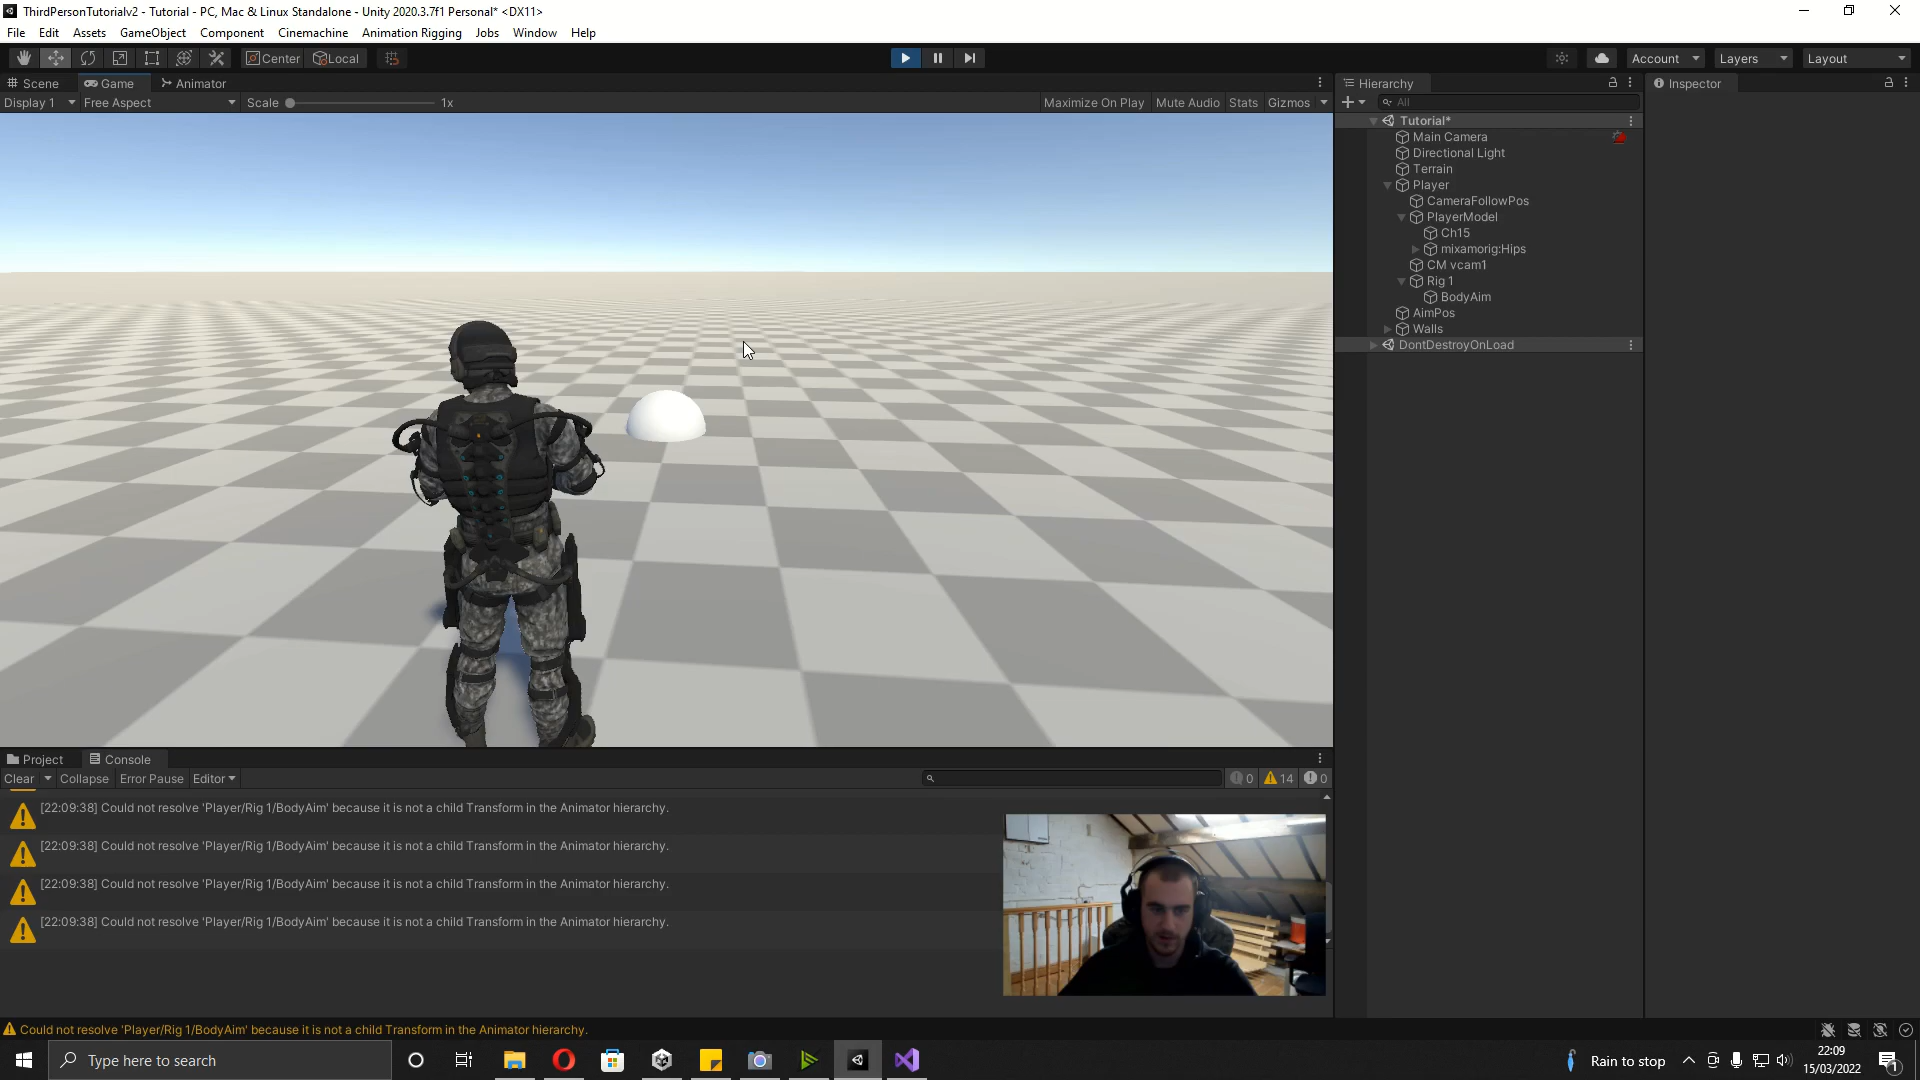 ThirdPersonTutorialv2 - Tutorial - PC, Mac & Linux Standalone - Unity 2020.3.7f1 Personal* <DX11>
File Edit Assets GameObject Component Cinemachine Animation Rigging Jobs Window Help
Center Local Account Layers Layout
Scene Game Animator
Display 1 Free Aspect Scale 1x Maximize On Play Mute Audio Stats Gizmos
Hierarchy
All
Tutorial*
Main Camera
Directional Light
Terrain
Player
CameraFollowPos
PlayerModel
Ch15
mixamorig:Hips
CM vcam1
Rig 1
BodyAim
AimPos
Walls
DontDestroyOnLoad
Inspector
Project Console
Clear Collapse Error Pause Editor 0 14 0
[22:09:38] Could not resolve 'Player/Rig 1/BodyAim' because it is not a child Transform in the Animator hierarchy.
[22:09:38] Could not resolve 'Player/Rig 1/BodyAim' because it is not a child Transform in the Animator hierarchy.
[22:09:38] Could not resolve 'Player/Rig 1/BodyAim' because it is not a child Transform in the Animator hierarchy.
[22:09:38] Could not resolve 'Player/Rig 1/BodyAim' because it is not a child Transform in the Animator hierarchy.
Could not resolve 'Player/Rig 1/BodyAim' because it is not a child Transform in the Animator hierarchy.
Type here to search
Rain to stop
22:09
15/03/2022
1